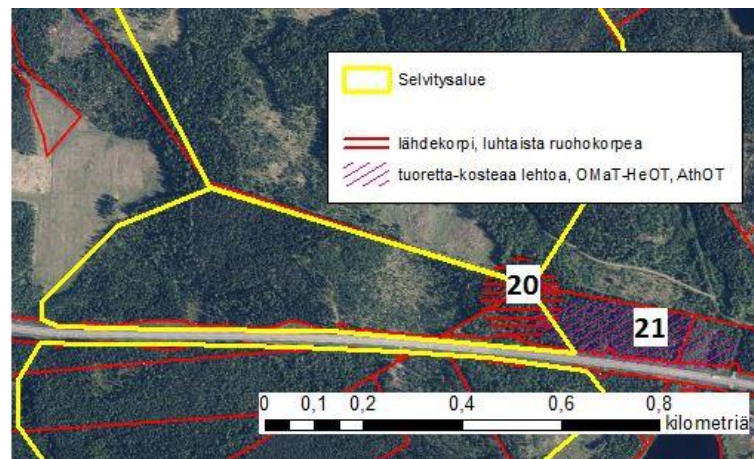 Selvitysalue
lähdekorpi, luhtaista ruohokorpea
tuoretta-kosteaa lehtoa, OMaT-HeOT, AthOT
20
21
0 0,1 0,2 0,4 0,6 0,8
kilometriä